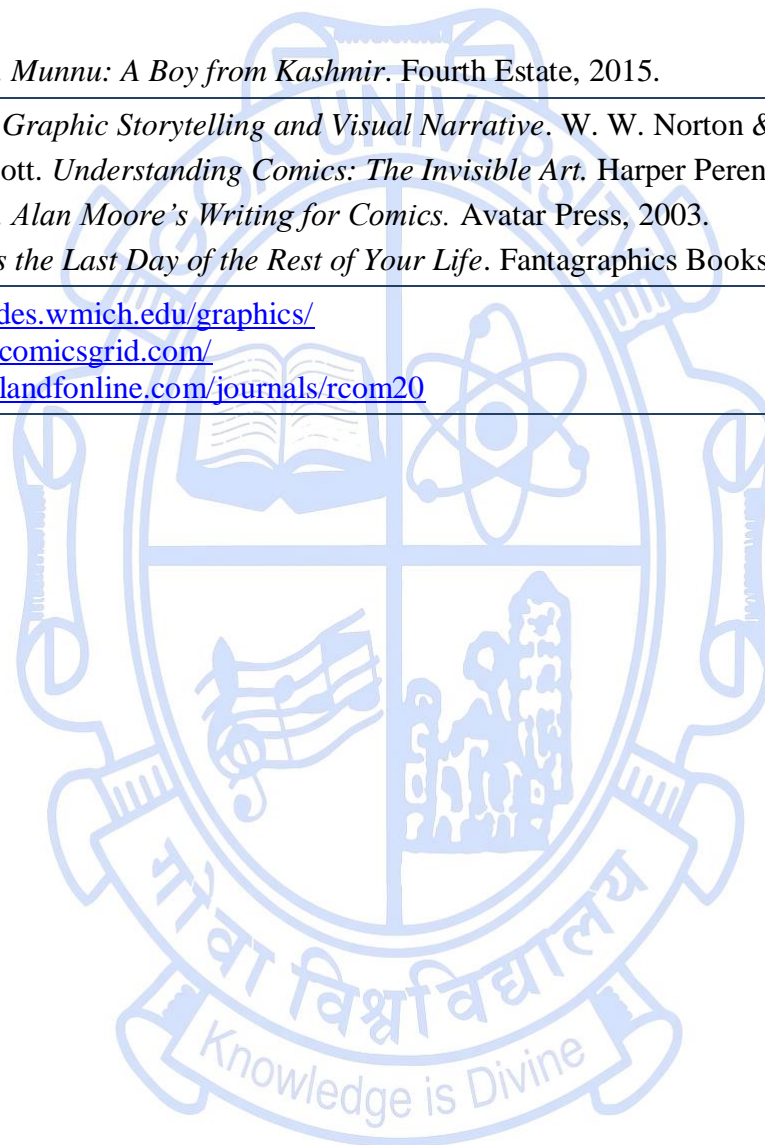 . Munnu: A Boy from Kashmir. Fourth Estate, 2015.
Graphic Storytelling and Visual Narrative. W. W. Norton &
ott. Understanding Comics: The Invisible Art. Harper Peren
. Alan Moore’s Writing for Comics. Avatar Press, 2003.
s the Last Day of the Rest of Your Life. Fantagraphics Books
des.wmich.edu/graphics/
comicsgrid.com/
landfonline.com/journals/rcom20
GOA UNIVERSITY
गोंवा विश्वविद्यालय
Knowledge is Divine